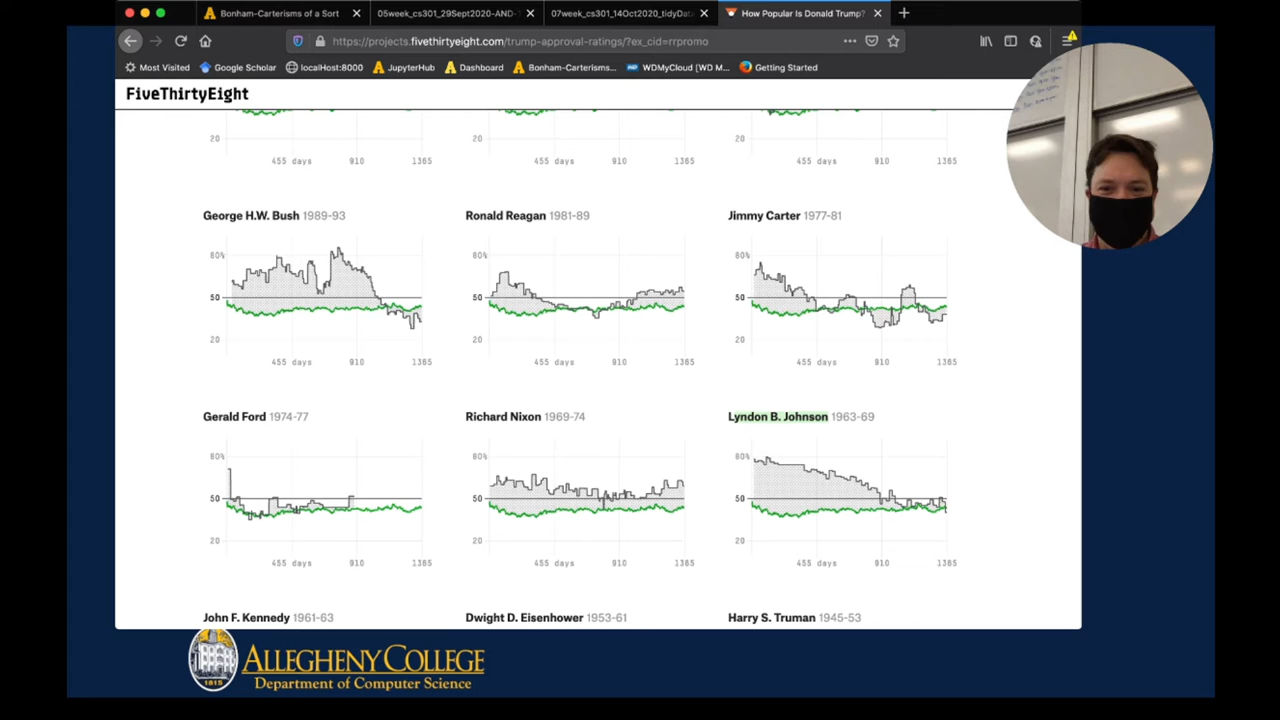 Bonham-Carterisms of a Sort
05week_cs301_29Sept2020-AND-
07week_cs301_14Oct2020_tidyData
How Popular Is Donald Trump?
https://projects.fivethirtyeight.com/trump-approval-ratings/?ex_cid=rrpromo
Most Visited
Google Scholar
localHost:8000
JupyterHub
Dashboard
Bonham-Carterisms...
WDMyCloud [WD M...
Getting Started
FiveThirtyEight
20 20 20
455 days 910 1365 455 days 910 1365 455 days 910 1365
George H.W. Bush 1989-93 Ronald Reagan 1981-89 Jimmy Carter 1977-81
80% 80% 80%
50 50 50
20 20 20
455 days 910 1365 455 days 910 1365 455 days 910 1365
Gerald Ford 1974-77 Richard Nixon 1969-74 Lyndon B. Johnson 1963-69
80% 80% 80%
50 50 50
20 20 20
455 days 910 1365 455 days 910 1365 455 days 910 1365
John F. Kennedy 1961-63 Dwight D. Eisenhower 1953-61 Harry S. Truman 1945-53
1815
ALLEGHENY COLLEGE
Department of Computer Science